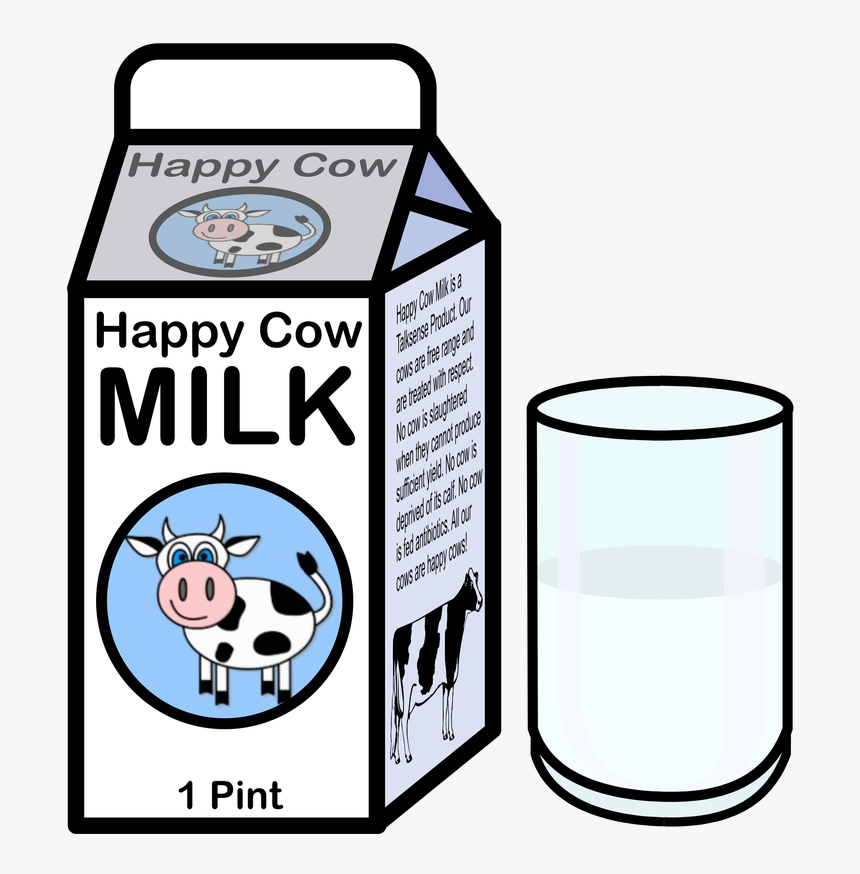 Happy Cow
Happy Cow
MILK
1 Pint
Happy Cow Milk is a
Talksense Product. Our
cows are free range and
are treated with respect.
No cow is slaughtered
when they cannot produce
sufficient yield. No cow is
deprived of its calf. No cow
is fed antibiotics. All our
cows are happy cows!